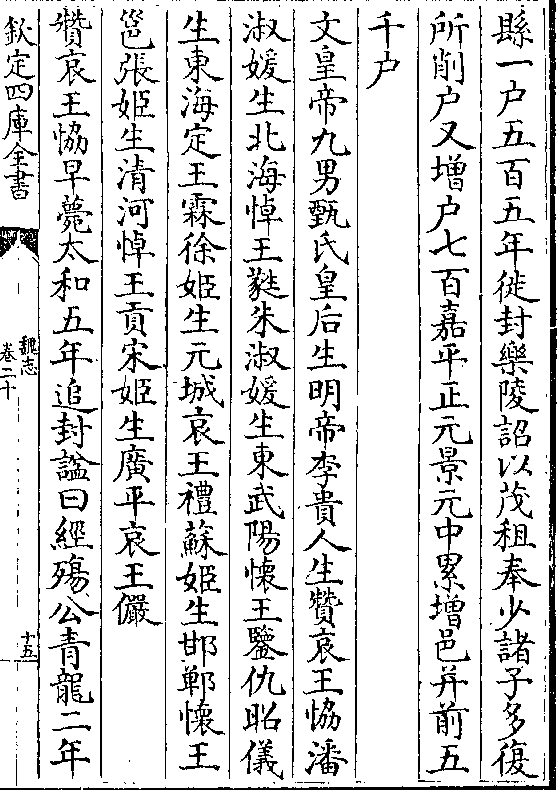 縣一户五百五年徙封樂陵詔以茂租奉少諸子多復
所削户又增户七百嘉平正元景元中累增邑并前五
千户
文皇帝九男甄氏皇后生明帝李貴人生贊哀王恊潘
淑媛生北海悼王蕤朱淑媛生東武陽懷王鑒仇昭儀
生東海定王霖徐姬生元城哀王禮蘇姬生邯鄲懷王
邕張姬生清河悼王貢宋姬生廣平哀王儼
贊哀王恊早薨太和五年追封諡曰經殤公青龍二年
欽定四庫全書
魏志
卷二十
十五